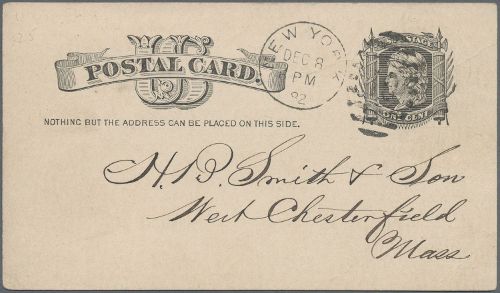 US
POSTAL CARD.
NEW YORK
DEC 8
PM
82
ONE CENT
NOTHING BUT THE ADDRESS CAN BE PLACED ON THIS SIDE.
H. B. Smith & Son
West Chesterfield
Mass